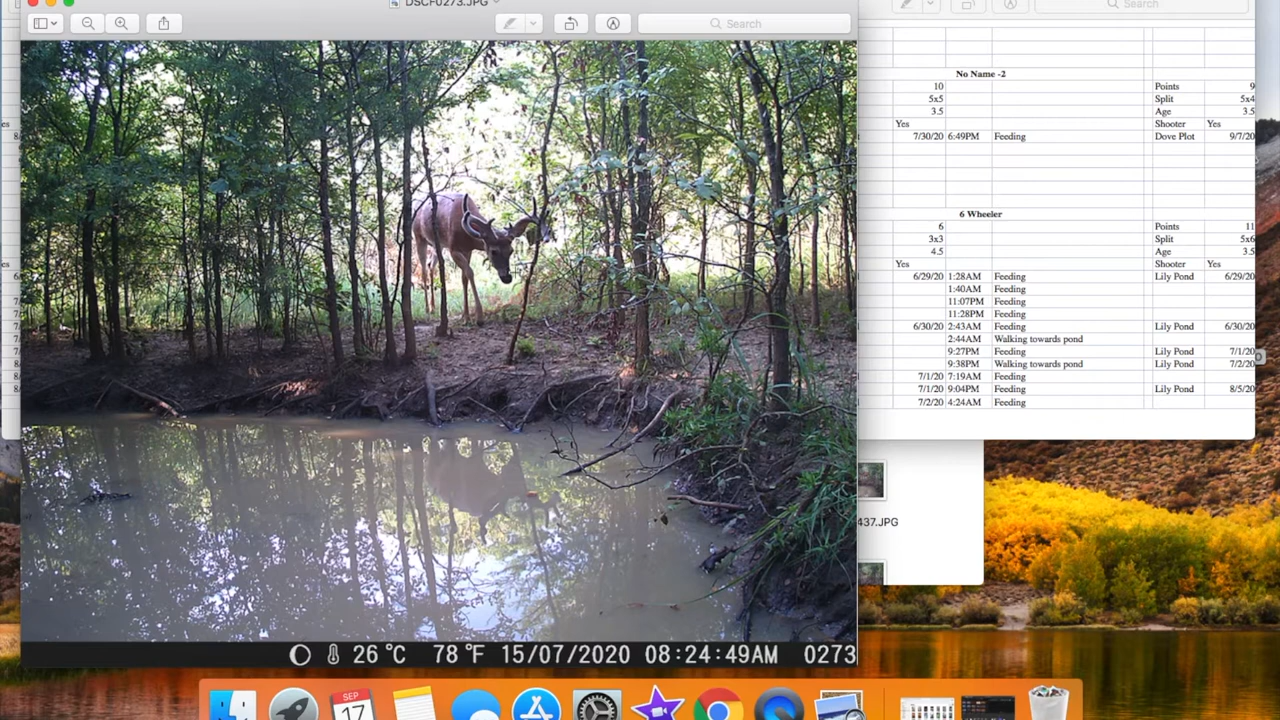 DSCF0273.JPG
Search
Search
No Name -2
10 Points 9
5x5 Split 5x4
3.5 Age 3.5
Yes Shooter Yes
7/30/20 6:49PM Feeding Dove Plot 9/7/20
6 Wheeler
6 Points 11
3x3 Split 5x6
4.5 Age 3.5
Yes Shooter Yes
6/29/20 1:28AM Feeding Lily Pond 6/29/20
1:40AM Feeding
11:07PM Feeding
11:28PM Feeding
6/30/20 2:43AM Feeding Lily Pond 6/30/20
2:44AM Walking towards pond
9:27PM Feeding Lily Pond 7/1/20
9:38PM Walking towards pond Lily Pond 7/2/20
7/1/20 7:19AM Feeding
7/1/20 9:04PM Feeding Lily Pond 8/5/20
7/2/20 4:24AM Feeding
437.JPG
26°C 78°F 15/07/2020 08:24:49AM 0273
SEP
17